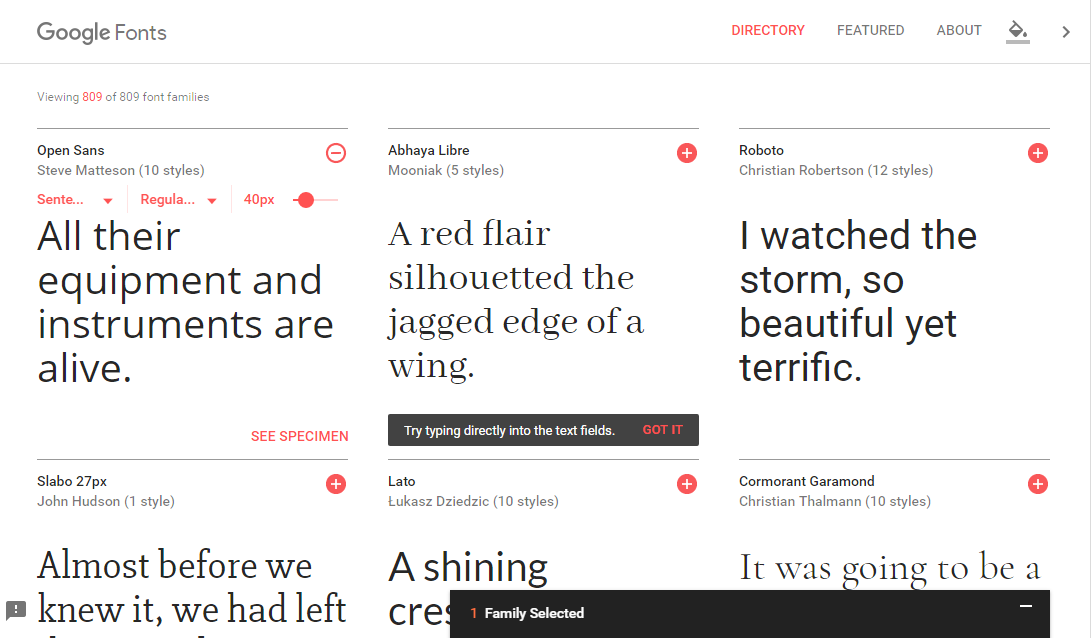 Google Fonts
DIRECTORY
FEATURED
ABOUT
Viewing 809 of 809 font families
Open Sans
Steve Matteson (10 styles)
Sente...
Regula...
40px
All their
equipment and
instruments are
alive.
SEE SPECIMEN
Abhaya Libre
Mooniak (5 styles)
A red flair
silhouetted the
jagged edge of a
wing.
Try typing directly into the text fields.
GOT IT
Roboto
Christian Robertson (12 styles)
I watched the
storm, so
beautiful yet
terrific.
Slabo 27px
John Hudson (1 style)
Almost before we
knew it, we had left
Lato
Łukasz Dziedzic (10 styles)
A shining
Cormorant Garamond
Christian Thalmann (10 styles)
It was going to be a
1 Family Selected